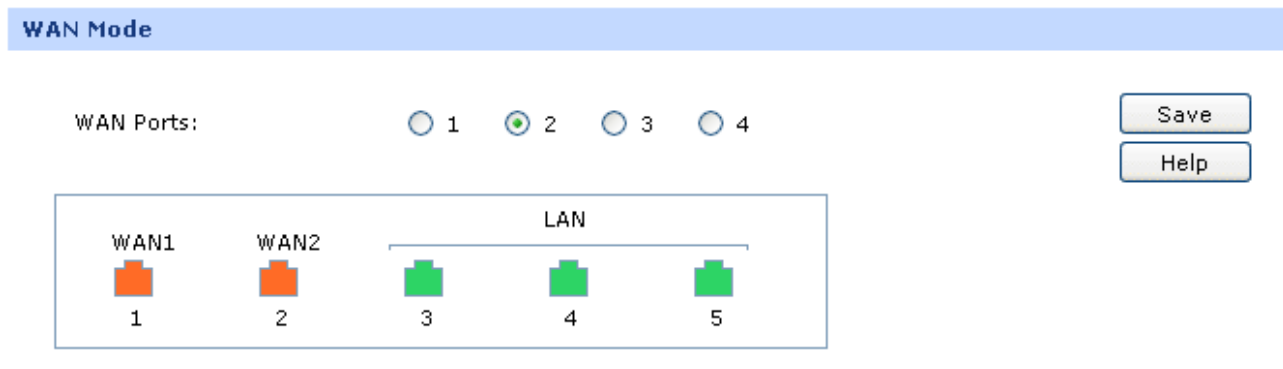 WAN Mode
WAN Ports: 1 2 3 4
Save
Help
LAN
WAN1 WAN2
1 2 3 4 5